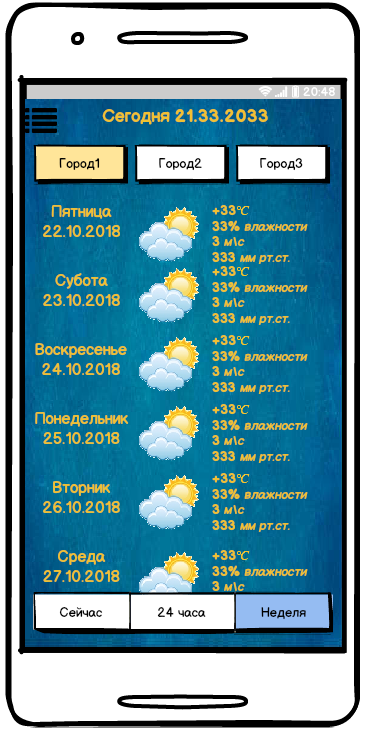 20:48
Сегодня 21.33.2033
Город1
Город2
Город3
Пятница
22.10.2018
+33°C
33% влажности
3 м\с
333 мм рт.ст.
Субота
23.10.2018
+33°C
33% влажности
3 м\с
333 мм рт.ст.
Воскресенье
24.10.2018
+33°C
33% влажности
3 м\с
333 мм рт.ст.
Понедельник
25.10.2018
+33°C
33% влажности
3 м\с
333 мм рт.ст.
Вторник
26.10.2018
+33°C
33% влажности
3 м\с
333 мм рт.ст.
Среда
27.10.2018
+33°C
33% влажности
3 м\с
Сейчас
24 часа
Неделя